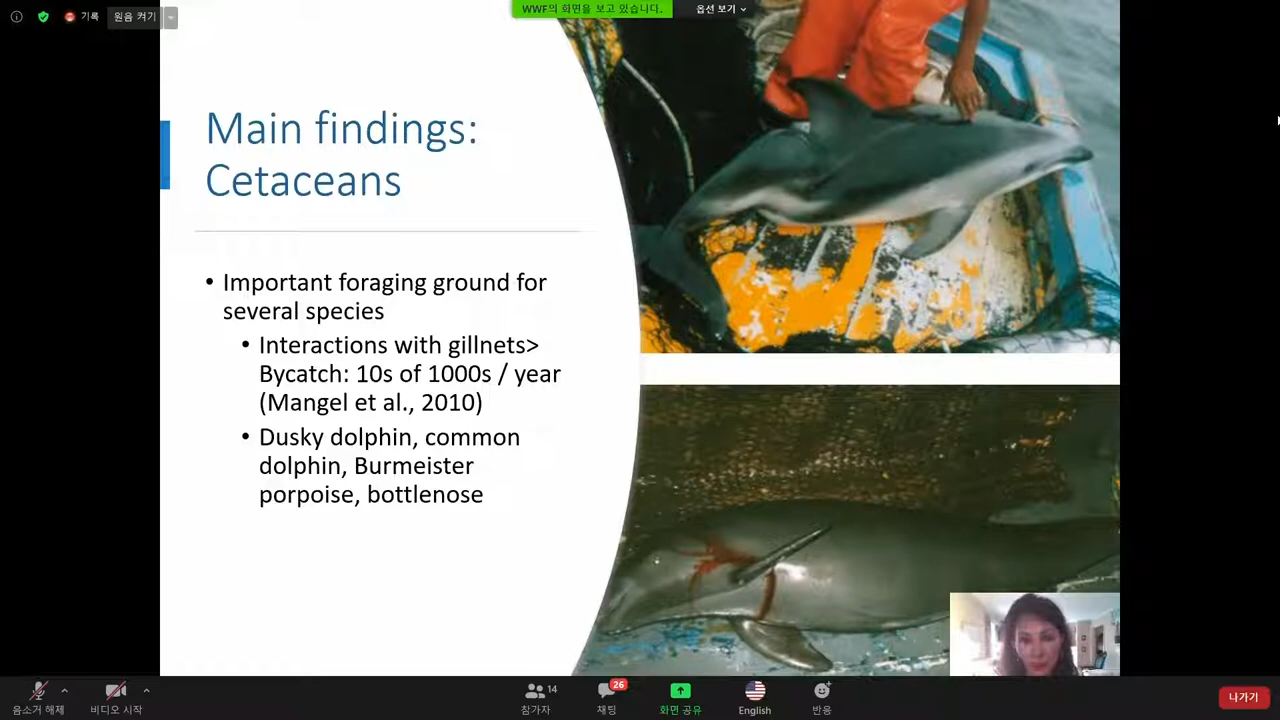 기록
원음 켜기
WWF의 화면을 보고 있습니다.
옵션 보기
Main findings:
Cetaceans
• Important foraging ground for
several species
• Interactions with gillnets>
Bycatch: 10s of 1000s / year
(Mangel et al., 2010)
• Dusky dolphin, common
dolphin, Burmeister
porpoise, bottlenose
음소거 해제
비디오 시작
14
참가자
26
채팅
화면 공유
English
반응
나가기